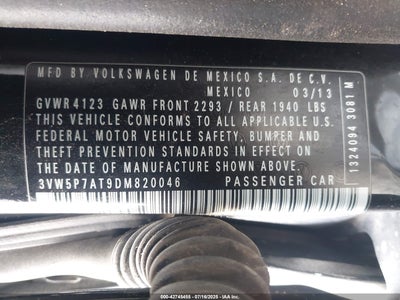 MFD BY VOLKSWAGEN DE MEXICO S.A. DE C.V.
MEXICO 03/13
GVWR 4123 GAWR FRONT 2293 / REAR 1940 LBS
THIS VEHICLE CONFORMS TO ALL APPLICABLE U.S.
FEDERAL MOTOR VEHICLE SAFETY, BUMPER AND
THEFT PREVENTION STANDARDS IN EFFECT ON
THE DATE OF MANUFACTURE SHOWN ABOVE.
3VW5P7AT9DM820046 PASSENGER CAR
1324094 3081 M
000-42745455 - 07/18/2025 - IAA Inc.